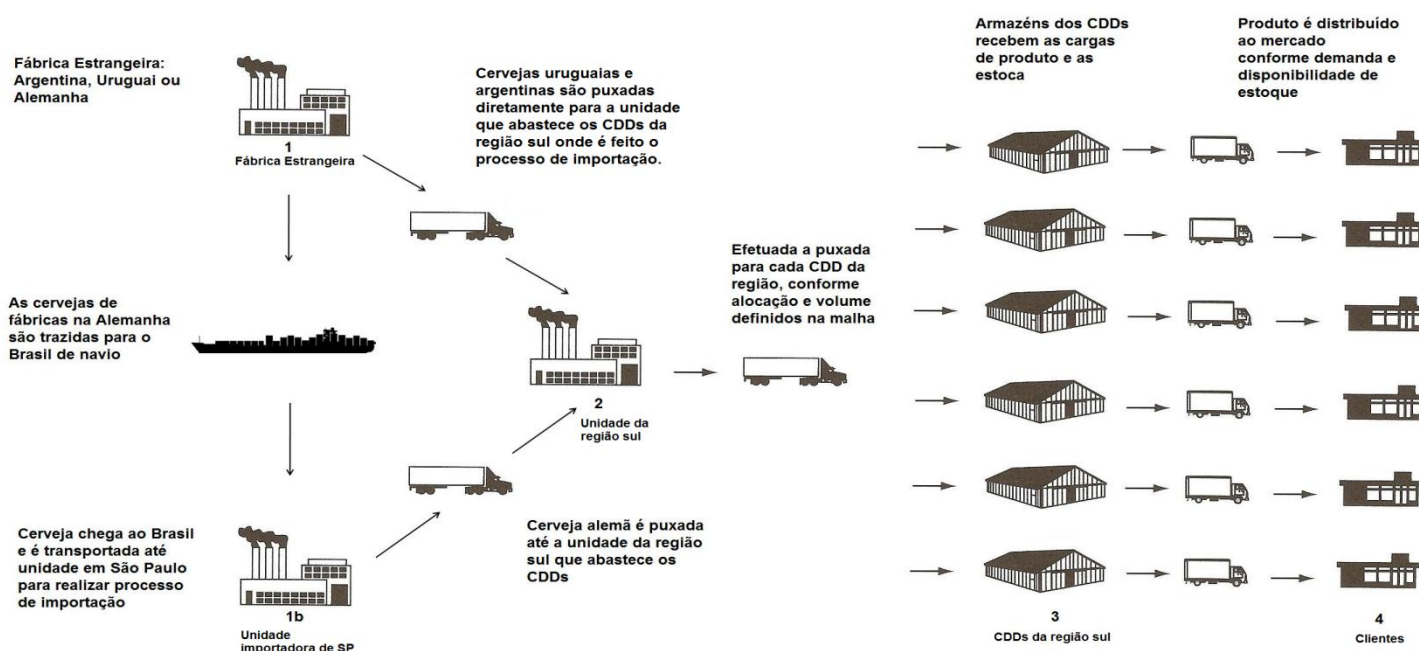 Fábrica Estrangeira:
Argentina, Uruguai ou
Alemanha
1
Fábrica Estrangeira
Cervejas uruguaias e
argentinas são puxadas
diretamente para a unidade
que abastece os CDDs da
região sul onde é feito o
processo de importação.
As cervejas de
fábricas na Alemanha
são trazidas para o
Brasil de navio
Cerveja chega ao Brasil
e é transportada até
unidade em São Paulo
para realizar processo
de importação
1b
Unidade
importadora de SP
Cerveja alemã é puxada
até a unidade da região
sul que abastece os
CDDs
2
Unidade da
região sul
Efetuada a puxada
para cada CDD da
região, conforme
alocação e volume
definidos na malha
Armazéns dos CDDs
recebem as cargas
de produto e as
estoca
3
CDDs da região sul
Produto é distribuído
ao mercado
conforme demanda e
disponibilidade de
estoque
4
Clientes